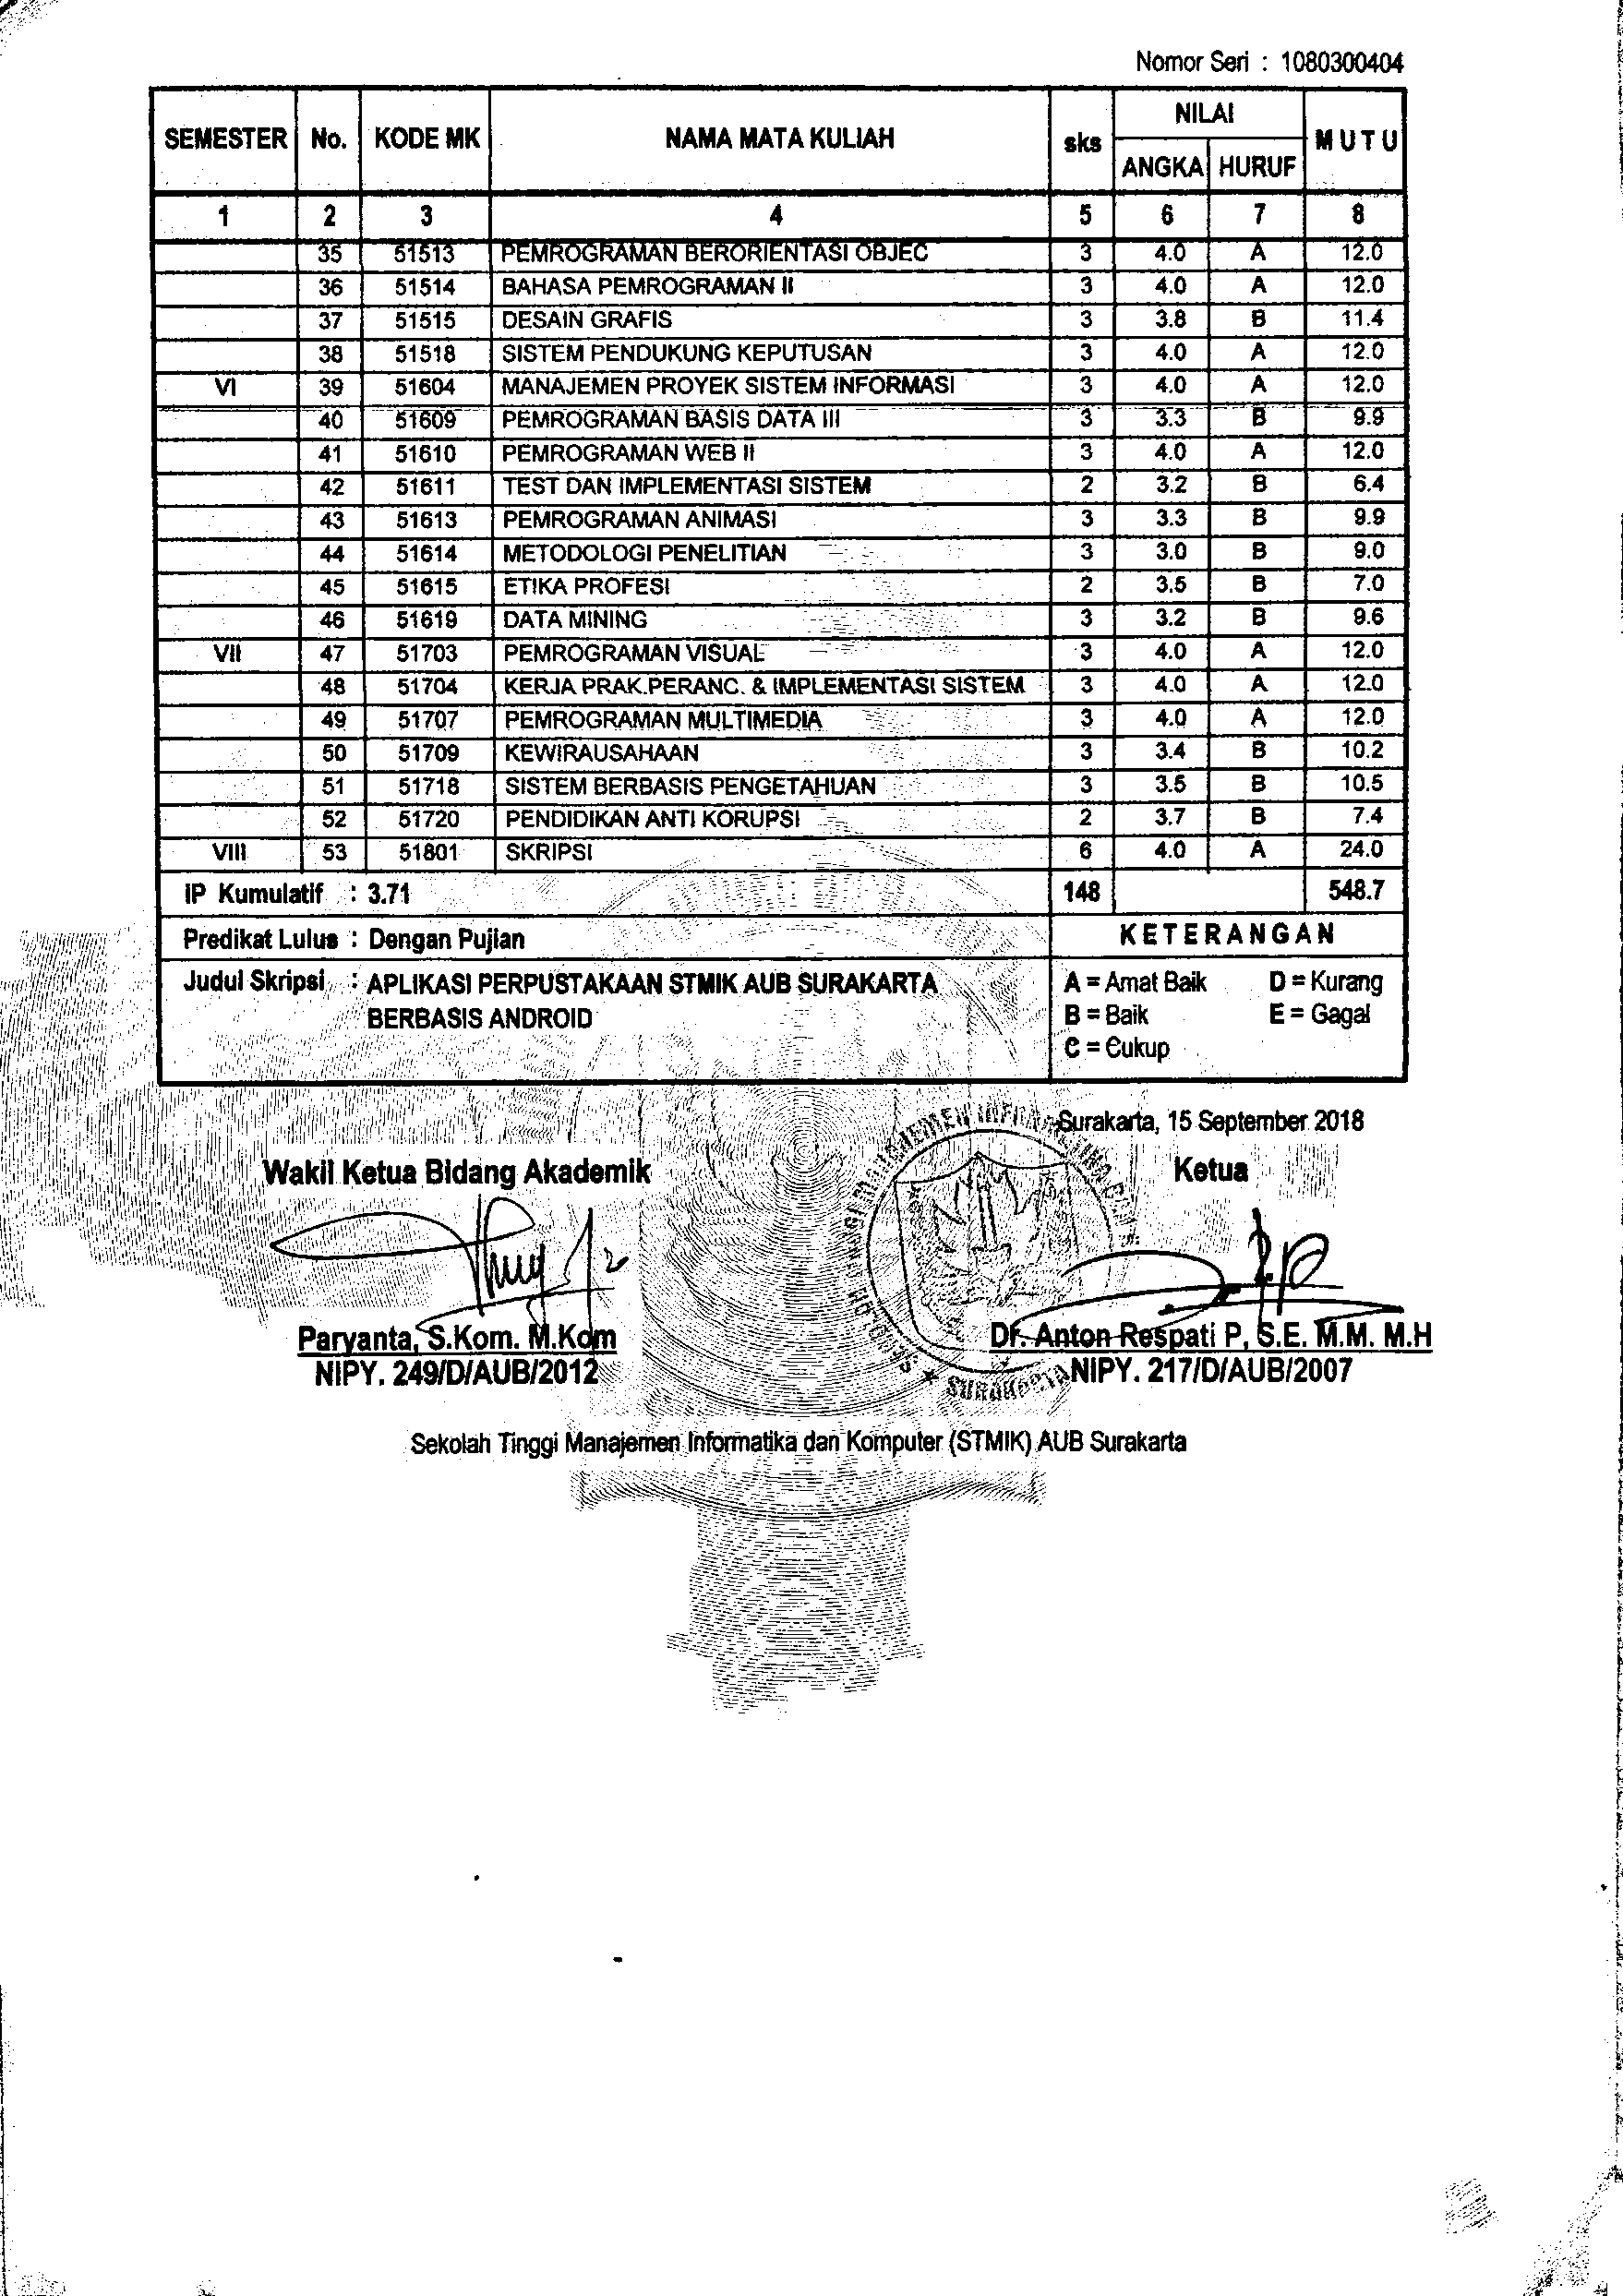 Nomor Seri : 1080300404
SEMESTER No. KODE MK NAMA MATA KULIAH sks NILAI MUTU
ANGKA HURUF
1 2 3 4 5 6 7 8
35 51513 PEMROGRAMAN BERORIENTASI OBJEC 3 4.0 A 12.0
36 51514 BAHASA PEMROGRAMAN II 3 4.0 A 12.0
37 51515 DESAIN GRAFIS 3 3.8 B 11.4
38 51518 SISTEM PENDUKUNG KEPUTUSAN 3 4.0 A 12.0
VI 39 51604 MANAJEMEN PROYEK SISTEM INFORMASI 3 4.0 A 12.0
40 51609 PEMROGRAMAN BASIS DATA III 3 3.3 B 9.9
41 51610 PEMROGRAMAN WEB II 3 4.0 A 12.0
42 51611 TEST DAN IMPLEMENTASI SISTEM 2 3.2 B 6.4
43 51613 PEMROGRAMAN ANIMASI 3 3.3 B 9.9
44 51614 METODOLOGI PENELITIAN 3 3.0 B 9.0
45 51615 ETIKA PROFESI 2 3.5 B 7.0
46 51619 DATA MINING 3 3.2 B 9.6
VII 47 51703 PEMROGRAMAN VISUAL 3 4.0 A 12.0
48 51704 KERJA PRAK.PERANC. & IMPLEMENTASI SISTEM 3 4.0 A 12.0
49 51707 PEMROGRAMAN MULTIMEDIA 3 4.0 A 12.0
50 51709 KEWIRAUSAHAAN 3 3.4 B 10.2
51 51718 SISTEM BERBASIS PENGETAHUAN 3 3.5 B 10.5
52 51720 PENDIDIKAN ANTI KORUPSI 2 3.7 B 7.4
VIII 53 51801 SKRIPSI 6 4.0 A 24.0
IP Kumulatif : 3.71 148 548.7
Predikat Lulus : Dengan Pujian KETERANGAN
Judul Skripsi : APLIKASI PERPUSTAKAAN STMIK AUB SURAKARTA A = Amat Baik D = Kurang
BERBASIS ANDROID B = Baik E = Gagal
C = Cukup
Surakarta, 15 September 2018
Wakil Ketua Bidang Akademik Ketua
Paryanta, S.Kom. M.Kom Dr. Anton Respati P, S.E. M.M. M.H
NIPY. 249/D/AUB/2012 NIPY. 217/D/AUB/2007
SURAKARTA
Sekolah Tinggi Manajemen Informatika dan Komputer (STMIK) AUB Surakarta